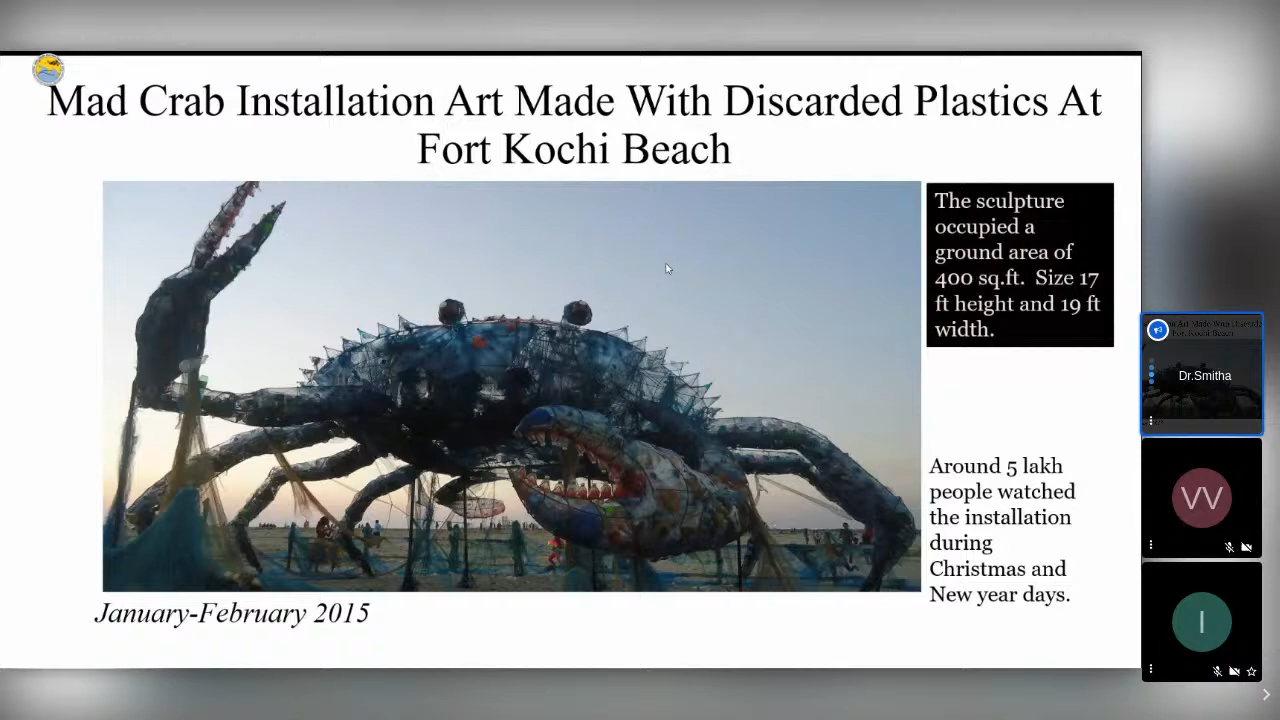 Mad Crab Installation Art Made With Discarded Plastics At
Fort Kochi Beach
The sculpture
occupied a
ground area of
400 sq.ft. Size 17
ft height and 19 ft
width.
Around 5 lakh
people watched
the installation
during
Christmas and
New year days.
January-February 2015
Dr.Smitha
VV
I